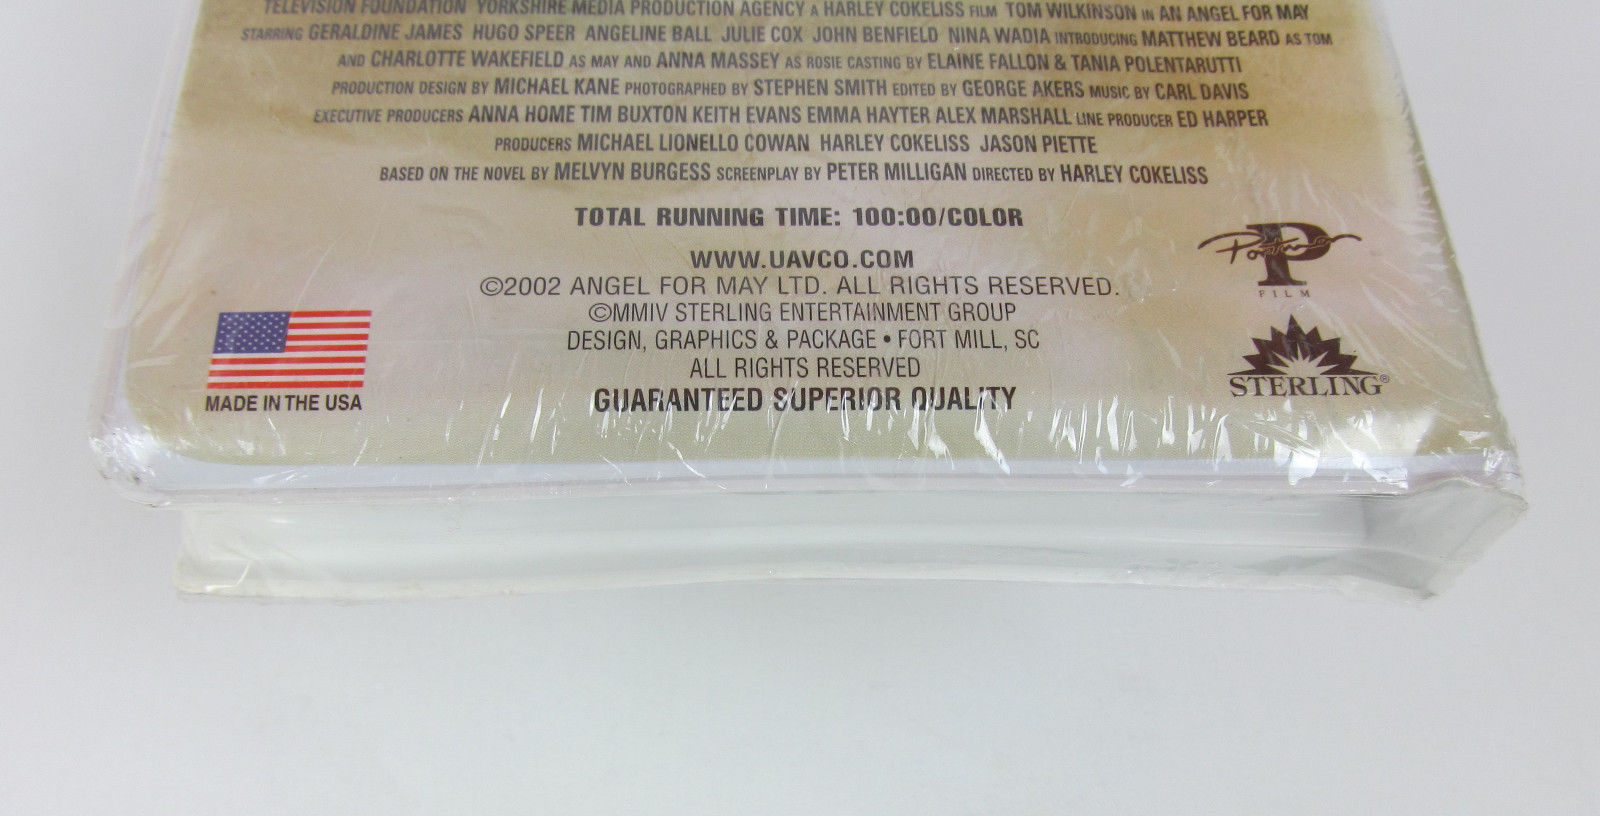 TELEVISION FOUNDATION YORKSHIRE MEDIA PRODUCTION AGENCY A HARLEY COKELISS FILM TOM WILKINSON IN AN ANGEL FOR MAY
STARRING GERALDINE JAMES HUGO SPEER ANGELINE BALL JULIE COX JOHN BENFIELD NINA WADIA INTRODUCING MATTHEW BEARD AS TOM
AND CHARLOTTE WAKEFIELD AS MAY AND ANNA MASSEY AS ROSIE CASTING BY ELAINE FALLON & TANIA POLENTARUTTI
PRODUCTION DESIGN BY MICHAEL KANE PHOTOGRAPHED BY STEPHEN SMITH EDITED BY GEORGE AKERS MUSIC BY CARL DAVIS
EXECUTIVE PRODUCERS ANNA HOME TIM BUXTON KEITH EVANS EMMA HAYTER ALEX MARSHALL LINE PRODUCER ED HARPER
PRODUCERS MICHAEL LIONELLO COWAN HARLEY COKELISS JASON PIETTE
BASED ON THE NOVEL BY MELVYN BURGESS SCREENPLAY BY PETER MILLIGAN DIRECTED BY HARLEY COKELISS
TOTAL RUNNING TIME: 100:00/COLOR
WWW.UAVCO.COM
©2002 ANGEL FOR MAY LTD. ALL RIGHTS RESERVED.
©MMIV STERLING ENTERTAINMENT GROUP
DESIGN, GRAPHICS & PACKAGE • FORT MILL, SC
ALL RIGHTS RESERVED
GUARANTEED SUPERIOR QUALITY
MADE IN THE USA
P
FILM
STERLING®